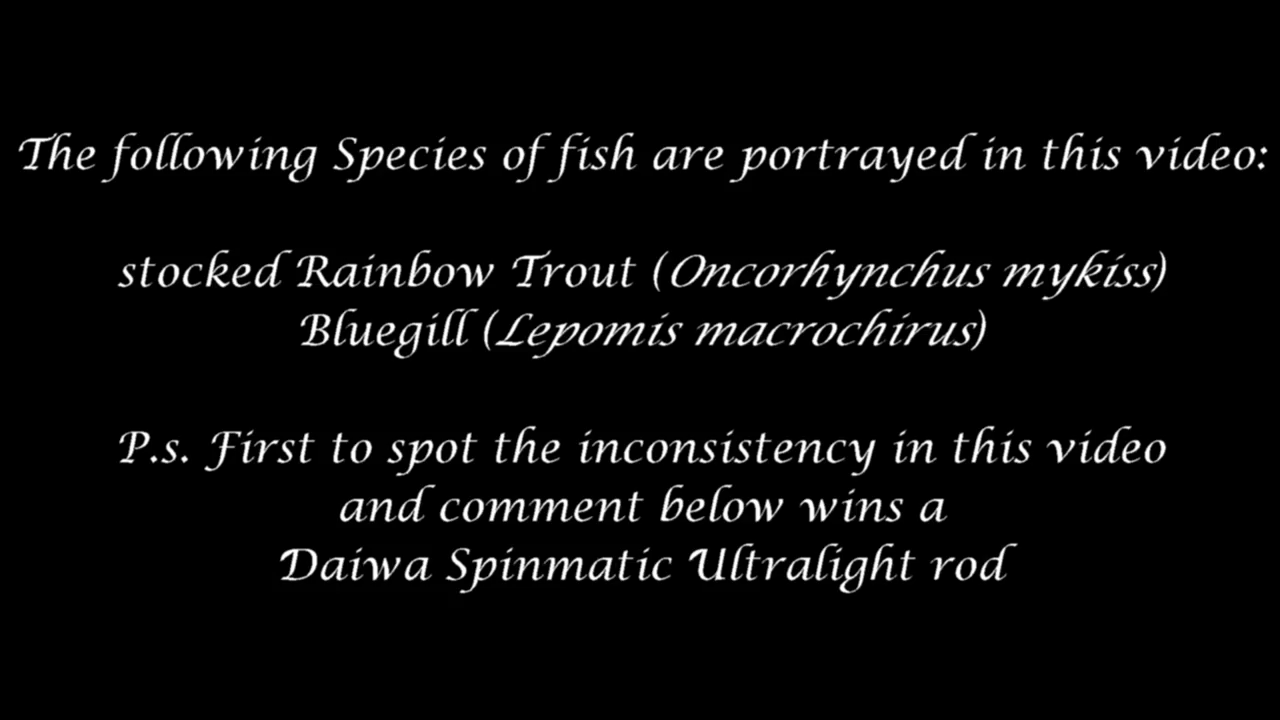 The following Species of fish are portrayed in this video:
stocked Rainbow Trout (Oncorhynchus mykiss)
Bluegill (Lepomis macrochirus)
P.s. First to spot the inconsistency in this video
and comment below wins a
Daiwa Spinmatic Ultralight rod